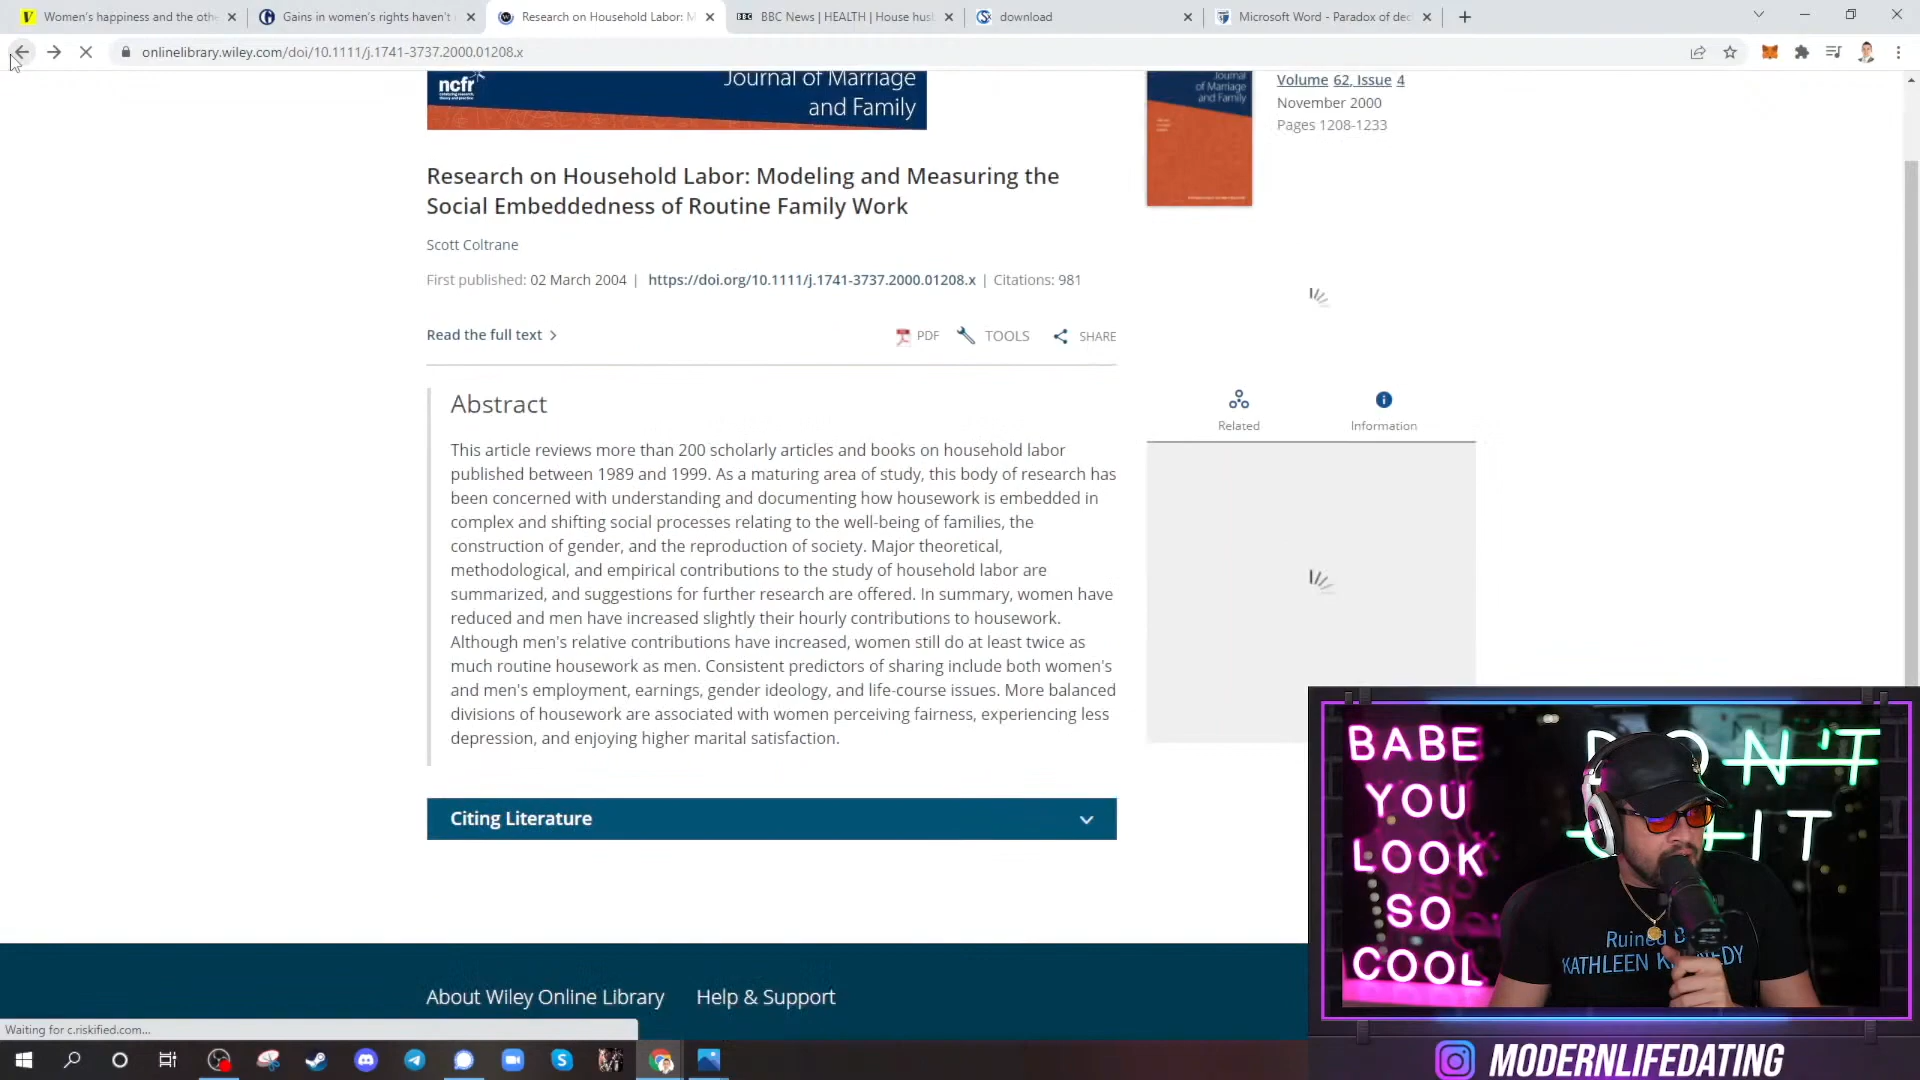 Women's happiness and the oth
Gains in women's rights haven't
Research on Household Labor: M
BBC News | HEALTH | House hus
download
Microsoft Word - Paradox of dec
onlinelibrary.wiley.com/doi/10.1111/j.1741-3737.2000.01208.x
ncfr
Journal of Marriage
and Family
Journal
of Marriage
and Family
Volume 62, Issue 4
November 2000
Pages 1208-1233
Research on Household Labor: Modeling and Measuring the
Social Embeddedness of Routine Family Work
Scott Coltrane
First published: 02 March 2004 | https://doi.org/10.1111/j.1741-3737.2000.01208.x | Citations: 981
Read the full text
PDF TOOLS SHARE
Related Information
Abstract
This article reviews more than 200 scholarly articles and books on household labor
published between 1989 and 1999. As a maturing area of study, this body of research has
been concerned with understanding and documenting how housework is embedded in
complex and shifting social processes relating to the well-being of families, the
construction of gender, and the reproduction of society. Major theoretical,
methodological, and empirical contributions to the study of household labor are
summarized, and suggestions for further research are offered. In summary, women have
reduced and men have increased slightly their hourly contributions to housework.
Although men's relative contributions have increased, women still do at least twice as
much routine housework as men. Consistent predictors of sharing include both women's
and men's employment, earnings, gender ideology, and life-course issues. More balanced
divisions of housework are associated with women perceiving fairness, experiencing less
depression, and enjoying higher marital satisfaction.
Citing Literature
About Wiley Online Library Help & Support
Waiting for c.riskified.com...
BABE
YOU
LOOK
SO
COOL
Ruined
KATHLEEN
MODERNLIFEDATING